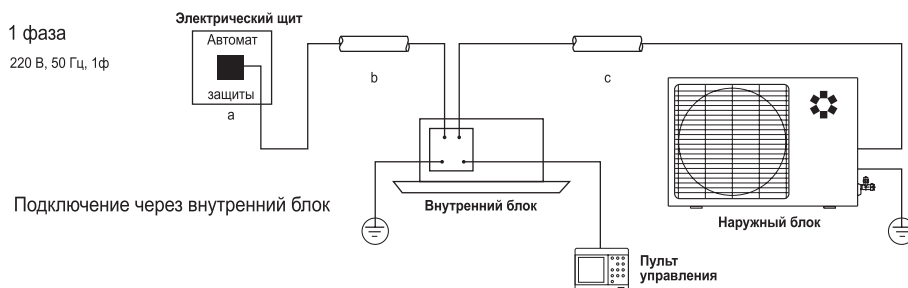 Электрический щит
1 фаза
Автомат
220 В, 50 Гц, 1ф
защиты
a
b
c
Подключение через внутренний блок
Внутренний блок
Наружный блок
Пульт
управления